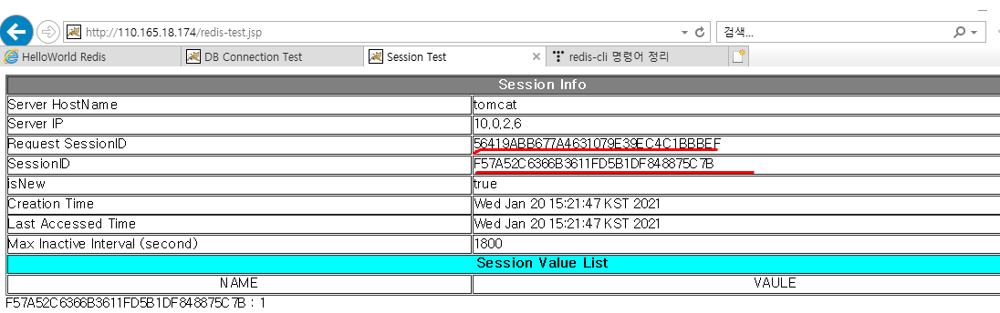 http://110.165.18.174/redis-test.jsp 검색...
HelloWorld Redis DB Connection Test Session Test redis-cli 명령어 정리
Session Info
Server HostName tomcat
Server IP 10.0.2.6
Request SessionID 56419ABB677A4631079E39EC4C1BBBEF
SessionID F57A52C6366B3611FD5B1DF848875C7B
isNew true
Creation Time Wed Jan 20 15:21:47 KST 2021
Last Accessed Time Wed Jan 20 15:21:47 KST 2021
Max Inactive Interval (second) 1800
Session Value List
NAME VAULE
F57A52C6366B3611FD5B1DF848875C7B : 1